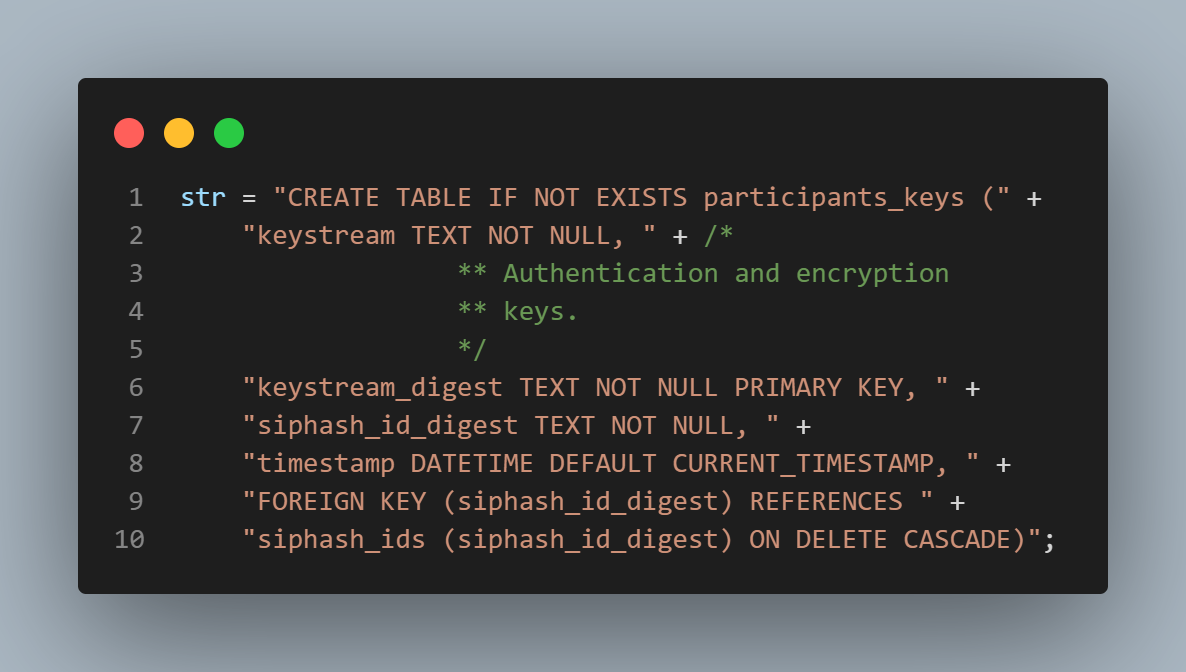 1 str = "CREATE TABLE IF NOT EXISTS participants_keys (" +
2 "keystream TEXT NOT NULL, " + /*
3 ** Authentication and encryption
4 ** keys.
5 */
6 "keystream_digest TEXT NOT NULL PRIMARY KEY, " +
7 "siphash_id_digest TEXT NOT NULL, " +
8 "timestamp DATETIME DEFAULT CURRENT_TIMESTAMP, " +
9 "FOREIGN KEY (siphash_id_digest) REFERENCES " +
10 "siphash_ids (siphash_id_digest) ON DELETE CASCADE)";